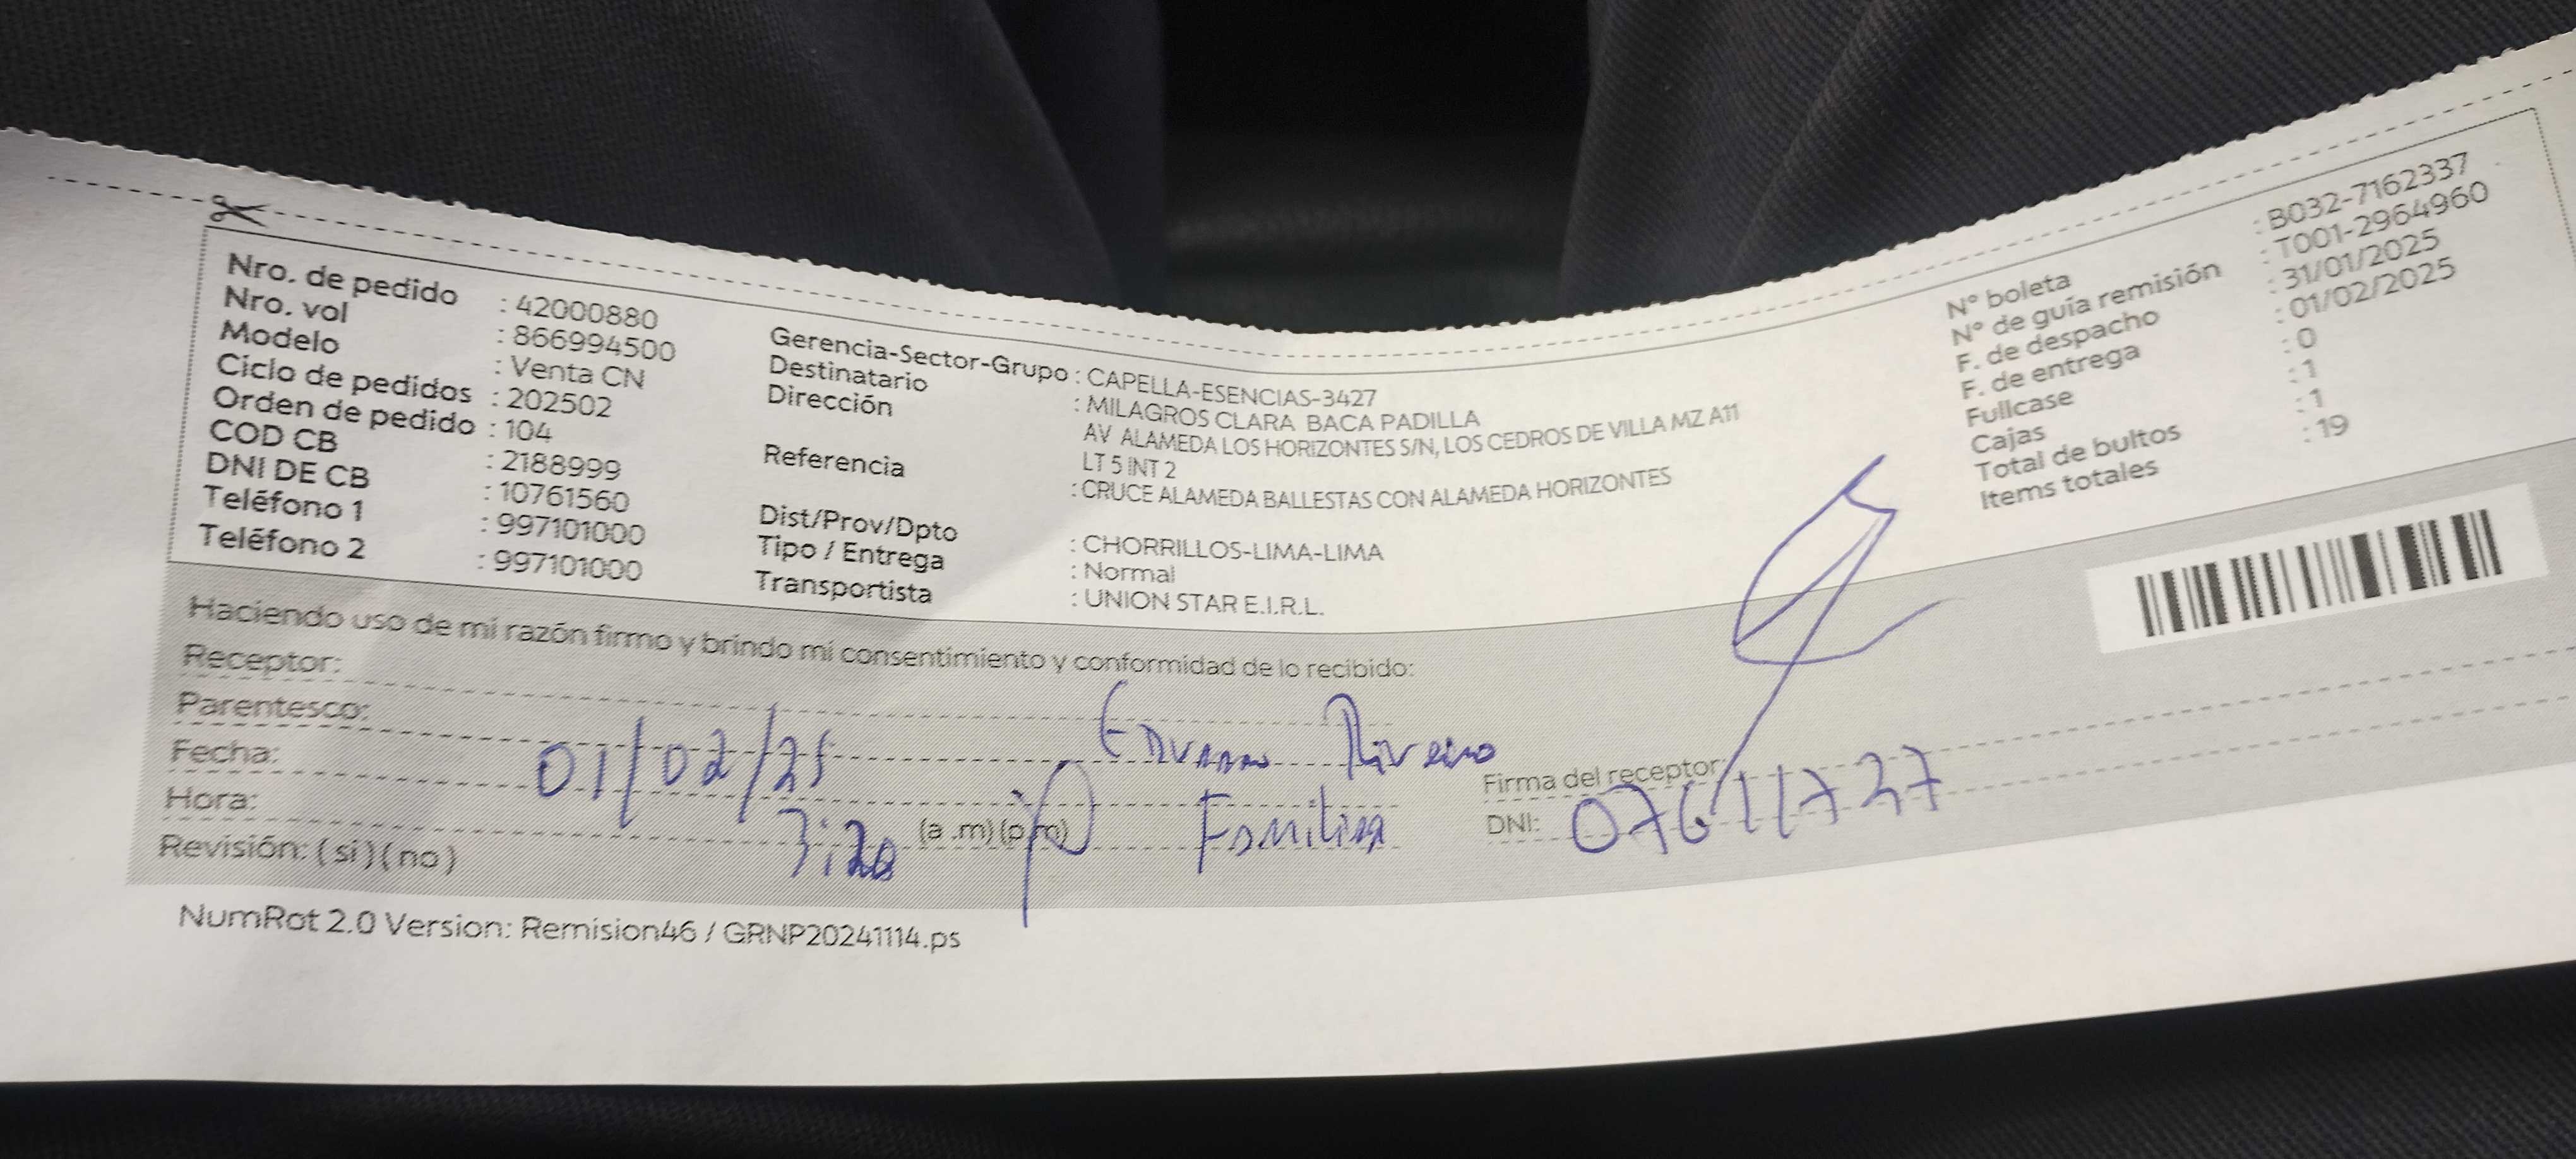 Nro. de pedido : 42000880
Nro. vol : 866994500
Modelo : Venta CN
Ciclo de pedidos : 202502
Orden de pedido : 104
COD CB : 2188999
DNI DE CB : 10761560
Teléfono 1 : 997101000
Teléfono 2 : 997101000
Gerencia-Sector-Grupo : CAPELLA-ESENCIAS-3427
Destinatario : MILAGROS CLARA BACA PADILLA
Dirección AV ALAMEDA LOS HORIZONTES S/N, LOS CEDROS DE VILLA MZ A11
LT 5 INT 2
Referencia : CRUCE ALAMEDA BALLESTAS CON ALAMEDA HORIZONTES
Dist/Prov/Dpto : CHORRILLOS-LIMA-LIMA
Tipo / Entrega : Normal
Transportista : UNION STAR E.I.R.L.
N° boleta : B032-7162337
N° de guía remisión : T001-2964960
F. de despacho : 31/01/2025
F. de entrega : 01/02/2025
Fullcase : 0
Cajas : 1
Total de bultos : 1
Items totales : 19
Haciendo uso de mi razón firmo y brindo mi consentimiento y conformidad de lo recibido:
Receptor:
Parentesco: Rivero
Fecha: 01/02/25
Hora: (a .m)(p.m)
Revisión: ( si )( no )
Firma del receptor:
DNI: 07611727
NumRot 2.0 Version: Remision46 / GRNP20241114.ps